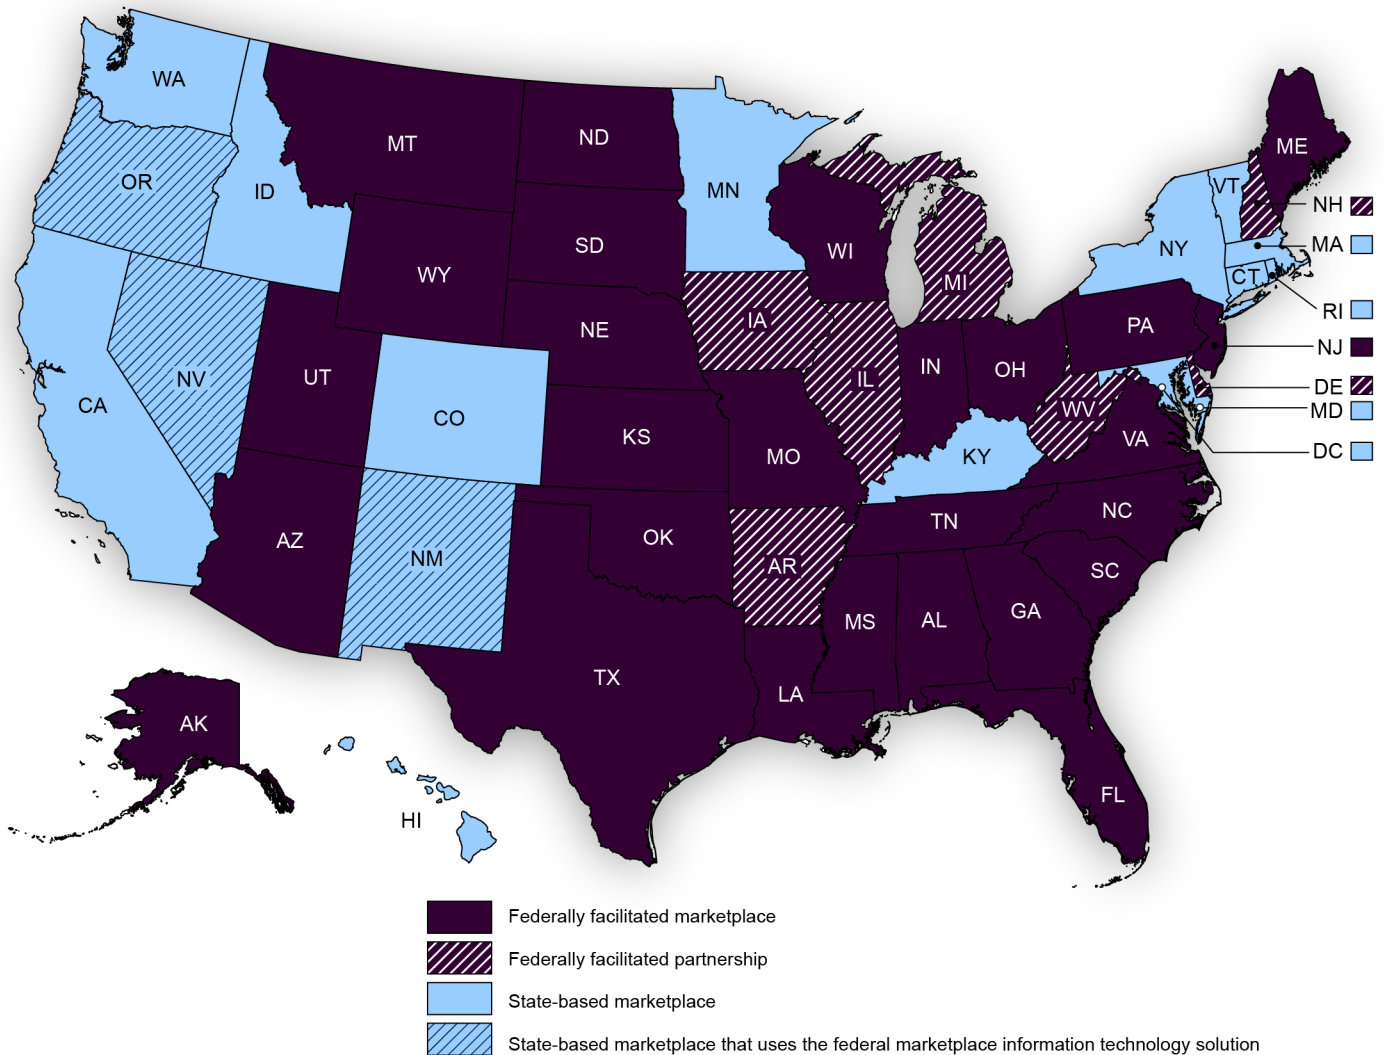 WA
MT
ND
ME
OR
ID
MN
VT
NH
SD
WI
NY
MA
WY
MI
CT
NE
IA
PA
RI
NV
UT
IL
IN
OH
NJ
CA
CO
WV
DE
MD
KS
MO
KY
VA
DC
AZ
NM
OK
AR
TN
NC
SC
MS
AL
GA
TX
LA
AK
FL
HI
Federally facilitated marketplace
Federally facilitated partnership
State-based marketplace
State-based marketplace that uses the federal marketplace information technology solution